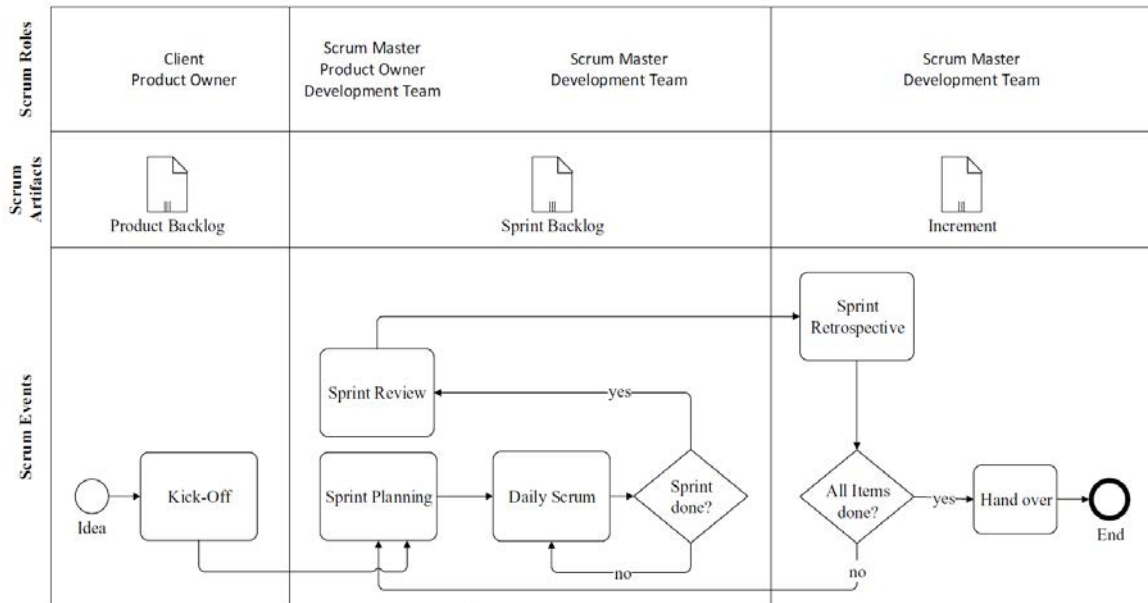 Scrum Roles
Client
Product Owner
Scrum Master
Product Owner
Development Team
Scrum Master
Development Team
Scrum Master
Development Team
Scrum
Artifacts
Product Backlog
Sprint Backlog
Increment
Scrum Events
Sprint
Retrospective
Sprint Review
yes
Idea
Kick-Off
Sprint Planning
Daily Scrum
Sprint
done?
no
All Items
done?
yes
Hand over
End
no